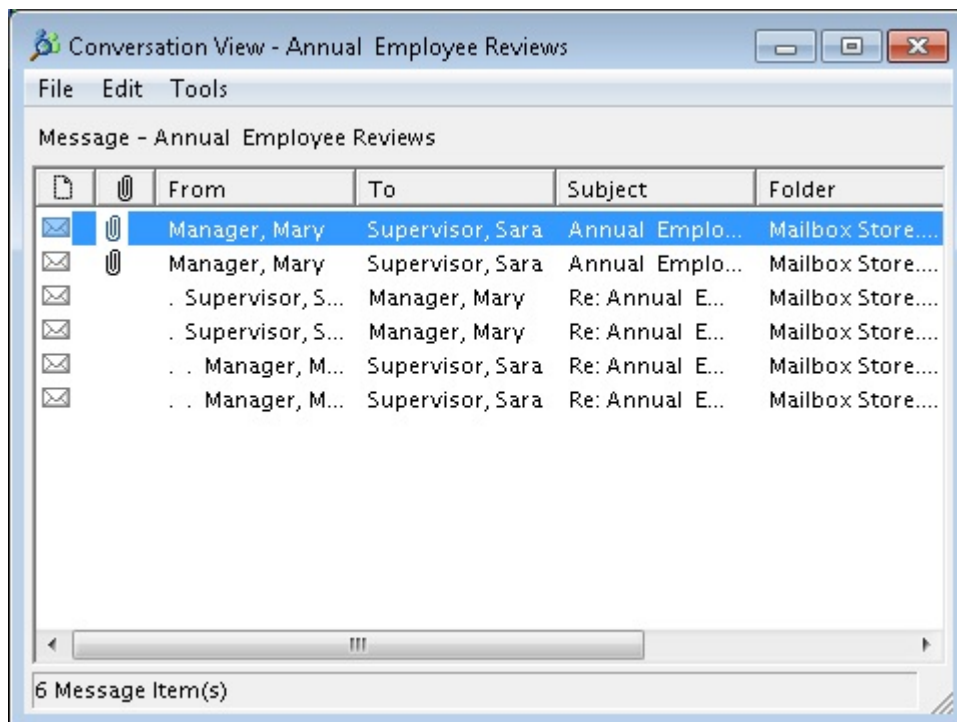 Conversation View - Annual Employee Reviews
File Edit Tools
Message - Annual Employee Reviews
From To Subject Folder
Manager, Mary Supervisor, Sara Annual Emplo... Mailbox Store....
Manager, Mary Supervisor, Sara Annual Emplo... Mailbox Store....
. Supervisor, S... Manager, Mary Re: Annual E... Mailbox Store....
. Supervisor, S... Manager, Mary Re: Annual E... Mailbox Store....
. . Manager, M... Supervisor, Sara Re: Annual E... Mailbox Store....
. . Manager, M... Supervisor, Sara Re: Annual E... Mailbox Store....
6 Message Item(s)